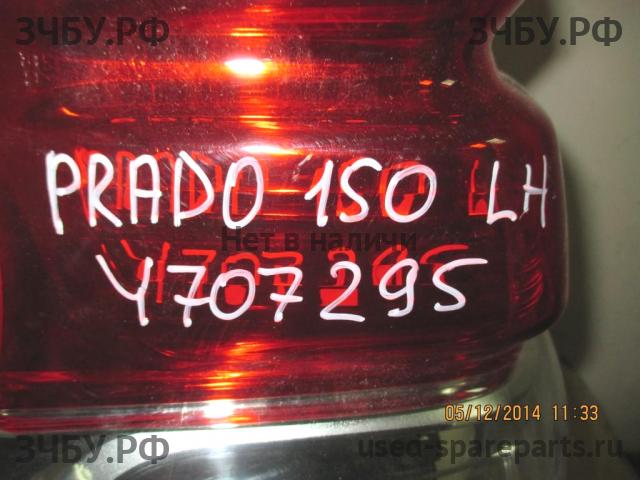 ЗЧБУ.РФ ЗЧБУ.РФ
PRADO 150 LH
Нет в наличии
У707295
05/12/2014 11:33
ЗЧБУ.РФ used-spareparts.ru